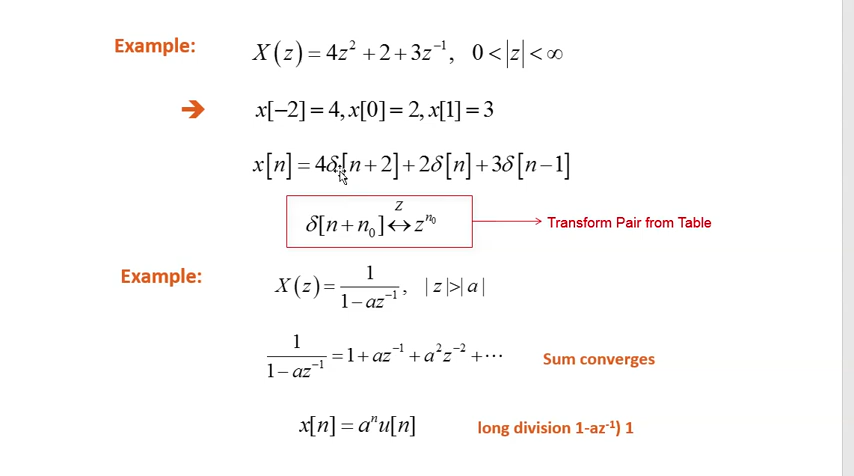 Example: X(z) = 4z² + 2 + 3z⁻¹, 0 < |z| < ∞
➔ x[−2] = 4, x[0] = 2, x[1] = 3
x[n] = 4δ[n + 2] + 2δ[n] + 3δ[n − 1]
δ[n + n₀] ↔ᶻ z^{n₀} Transform Pair from Table
Example: X(z) = 1/(1 − az⁻¹), |z|>|a|
1/(1 − az⁻¹) = 1 + az⁻¹ + a²z⁻² + ⋯ Sum converges
x[n] = aⁿu[n] long division 1-az⁻¹) 1